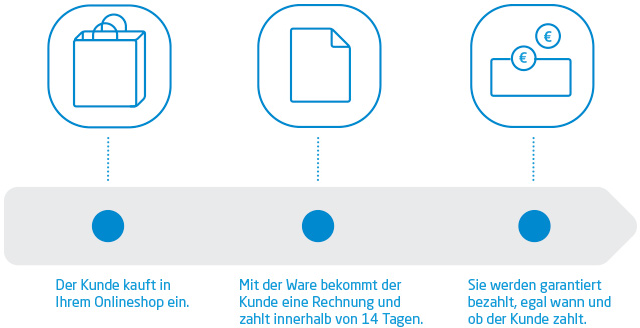 €
€
Der Kunde kauft in
Ihrem Onlineshop ein.
Mit der Ware bekommt der
Kunde eine Rechnung und
zahlt innerhalb von 14 Tagen.
Sie werden garantiert
bezahlt, egal wann und
ob der Kunde zahlt.